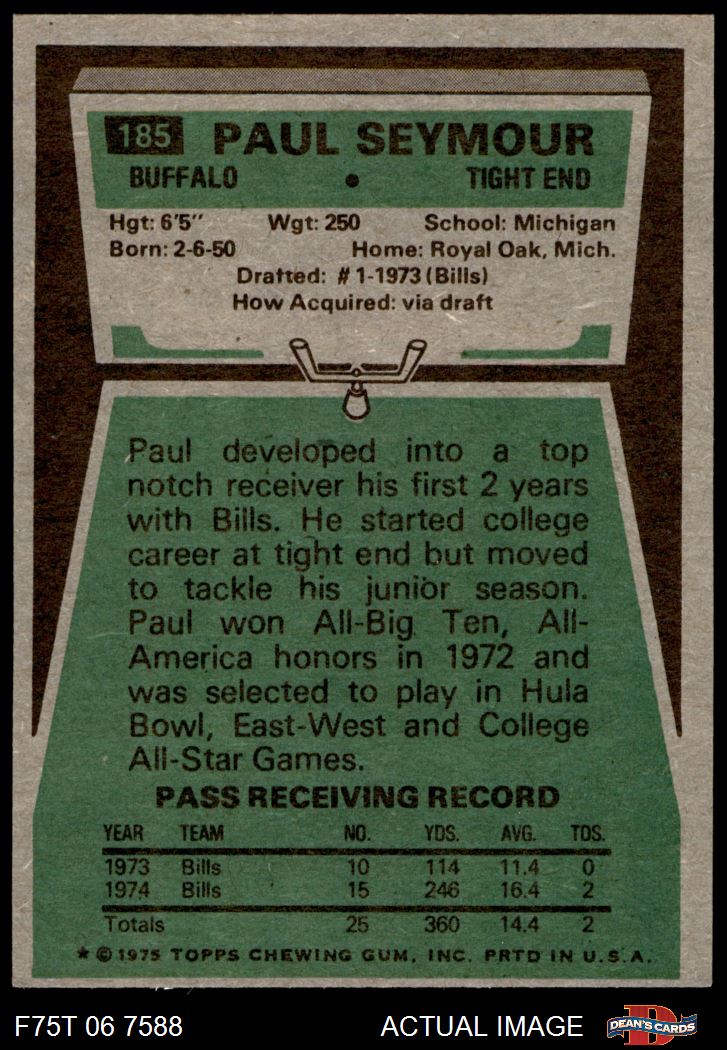 185 PAUL SEYMOUR
BUFFALO • TIGHT END
Hgt: 6'5" Wgt: 250 School: Michigan
Born: 2-6-50 Home: Royal Oak, Mich.
Drafted: #1-1973 (Bills)
How Acquired: via draft
Paul developed into a top
notch receiver his first 2 years
with Bills. He started college
career at tight end but moved
to tackle his junior season.
Paul won All-Big Ten, All-
America honors in 1972 and
was selected to play in Hula
Bowl, East-West and College
All-Star Games.
PASS RECEIVING RECORD
YEAR TEAM NO. YDS. AVG. TDS.
1973 Bills 10 114 11.4 0
1974 Bills 15 246 16.4 2
Totals 25 360 14.4 2
★ © 1975 TOPPS CHEWING GUM, INC. PRTD IN U.S.A.
F75T 06 7588 ACTUAL IMAGE DEAN'S CARDS